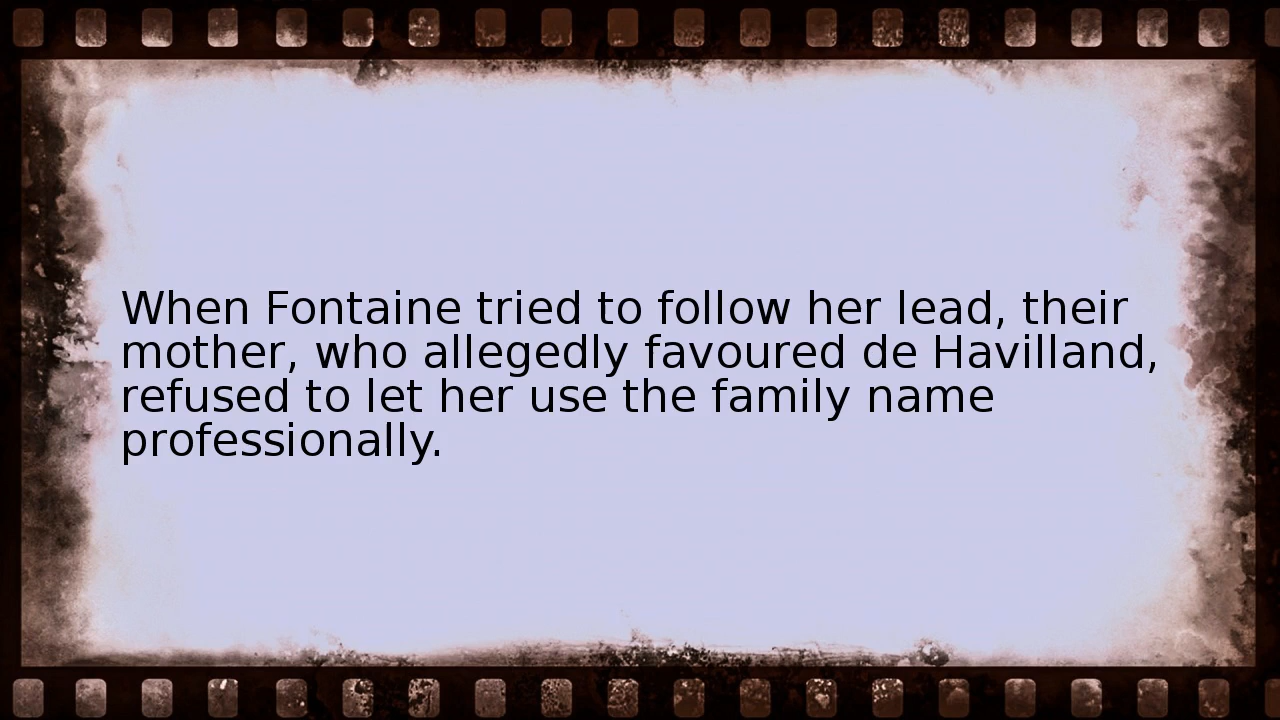 When Fontaine tried to follow her lead, their
mother, who allegedly favoured de Havilland,
refused to let her use the family name
professionally.